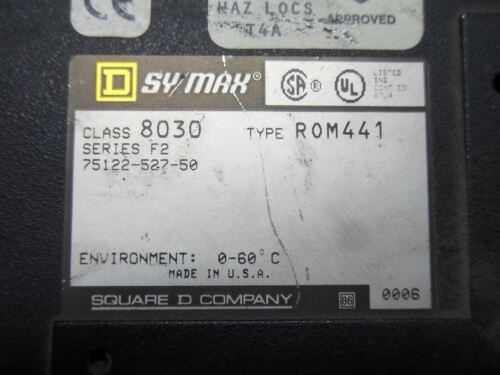 HAZ LOCS
T4A
APPROVED
D SY/MAX®
SA ® UL ®
LISTED
IND
CONT EQ
CLASS 8030 TYPE ROM441
SERIES F2
75122-527-50
ENVIRONMENT: 0-60°C
MADE IN U.S.A.
SQUARE D COMPANY 86 0006